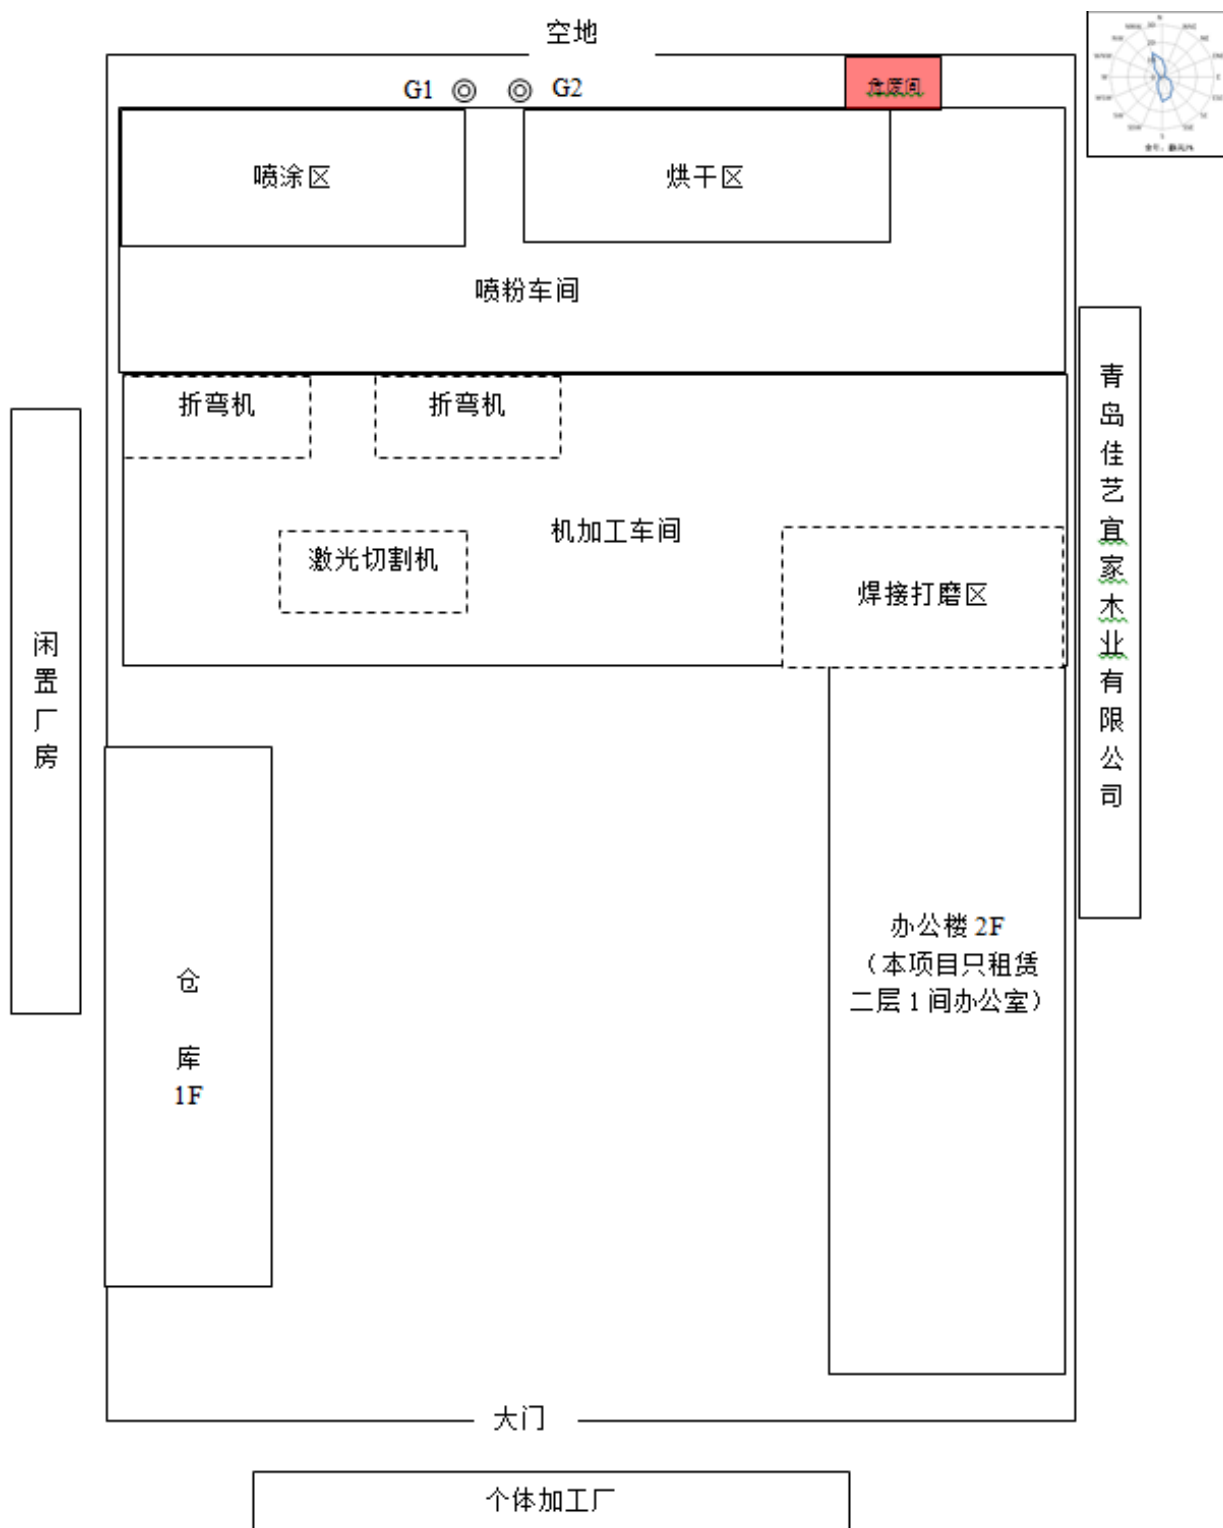 空地
G1
G2
危废间
N
喷涂区
烘干区
喷粉车间
折弯机
折弯机
机加工车间
激光切割机
焊接打磨区
青岛佳艺宜家木业有限公司
闲置厂房
办公楼 2F
（本项目只租赁
二层 1 间办公室）
仓
库
1F
大门
个体加工厂